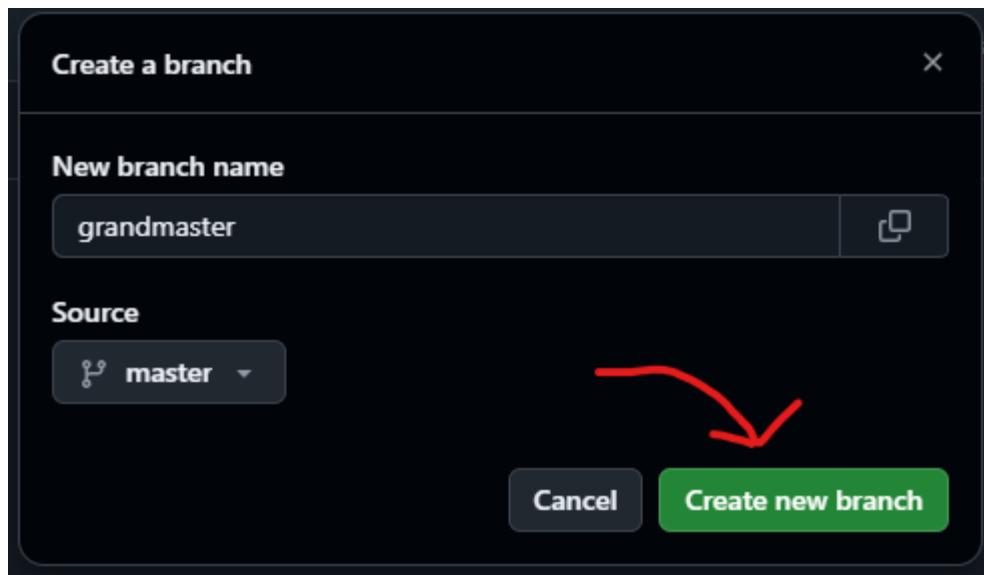 Create a branch
New branch name
grandmaster
Source
master
Cancel
Create new branch